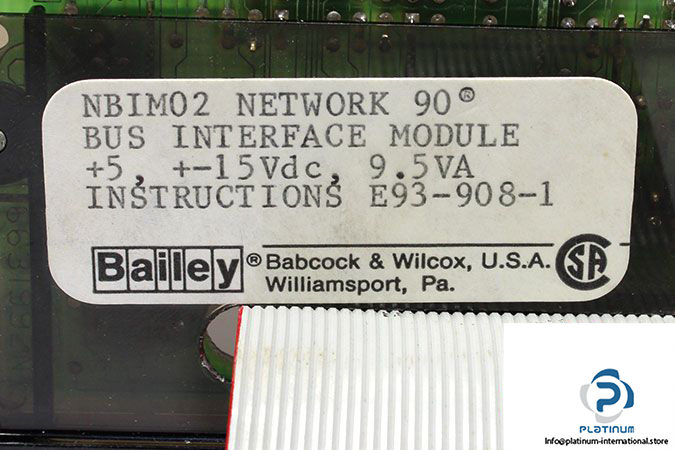 NBIM02 NETWORK 90®
BUS INTERFACE MODULE
+5, +-15Vdc, 9.5VA
INSTRUCTIONS E93-908-1
Bailey® Babcock & Wilcox, U.S.A.
Williamsport, Pa.
CSA
PLATINUM
info@platinum-international.store